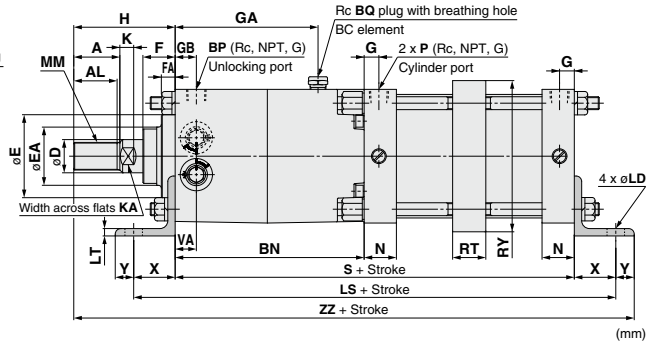 H
GA
Rc BQ plug with breathing hole
BC element
A
K
F
GB
BP (Rc, NPT, G)
Unlocking port
G
2 x P (Rc, NPT, G)
Cylinder port
G
MM
AL
FA
øE
øEA
øD
4 x øLD
Width across flats KA
VA
BN
N
RT
RY
N
LT
Y
X
S + Stroke
X
Y
LS + Stroke
ZZ + Stroke
(mm)